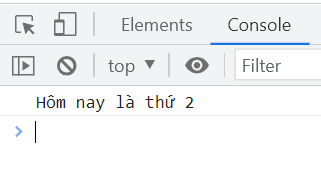 Elements Console
top ▼ Filter
Hôm nay là thứ 2
>